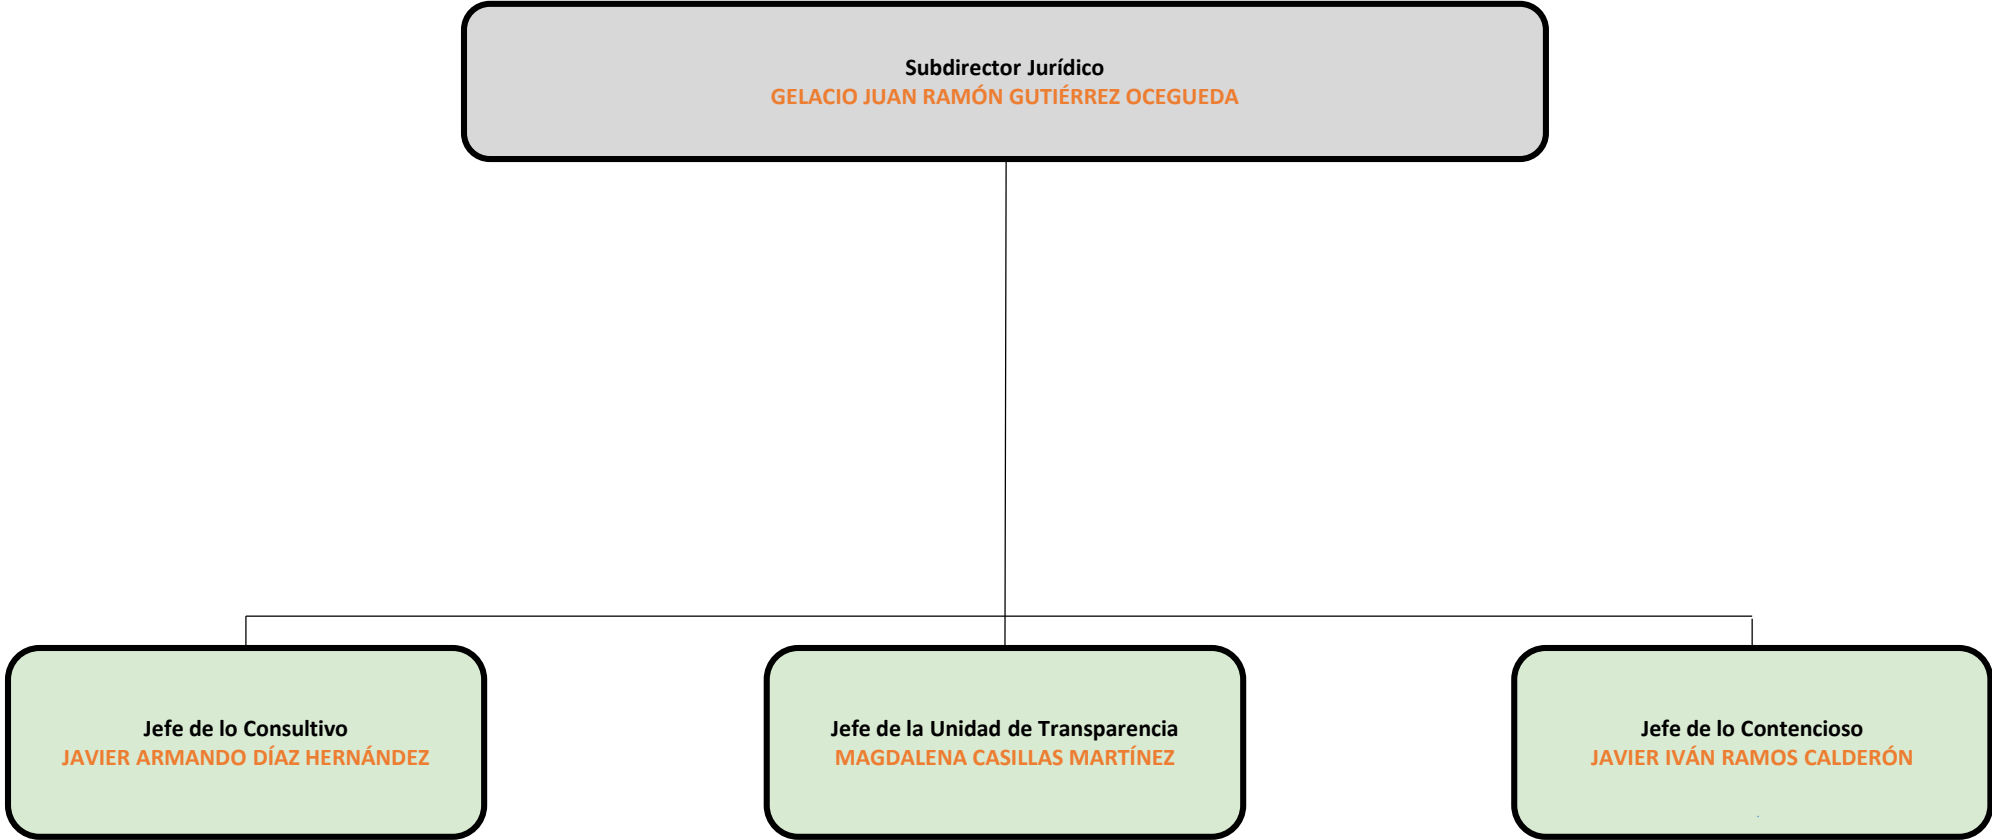 Subdirector Jurídico
GELACIO JUAN RAMÓN GUTIÉRREZ OCEGUEDA
Jefe de lo Consultivo
JAVIER ARMANDO DÍAZ HERNÁNDEZ
Jefe de la Unidad de Transparencia
MAGDALENA CASILLAS MARTÍNEZ
Jefe de lo Contencioso
JAVIER IVÁN RAMOS CALDERÓN